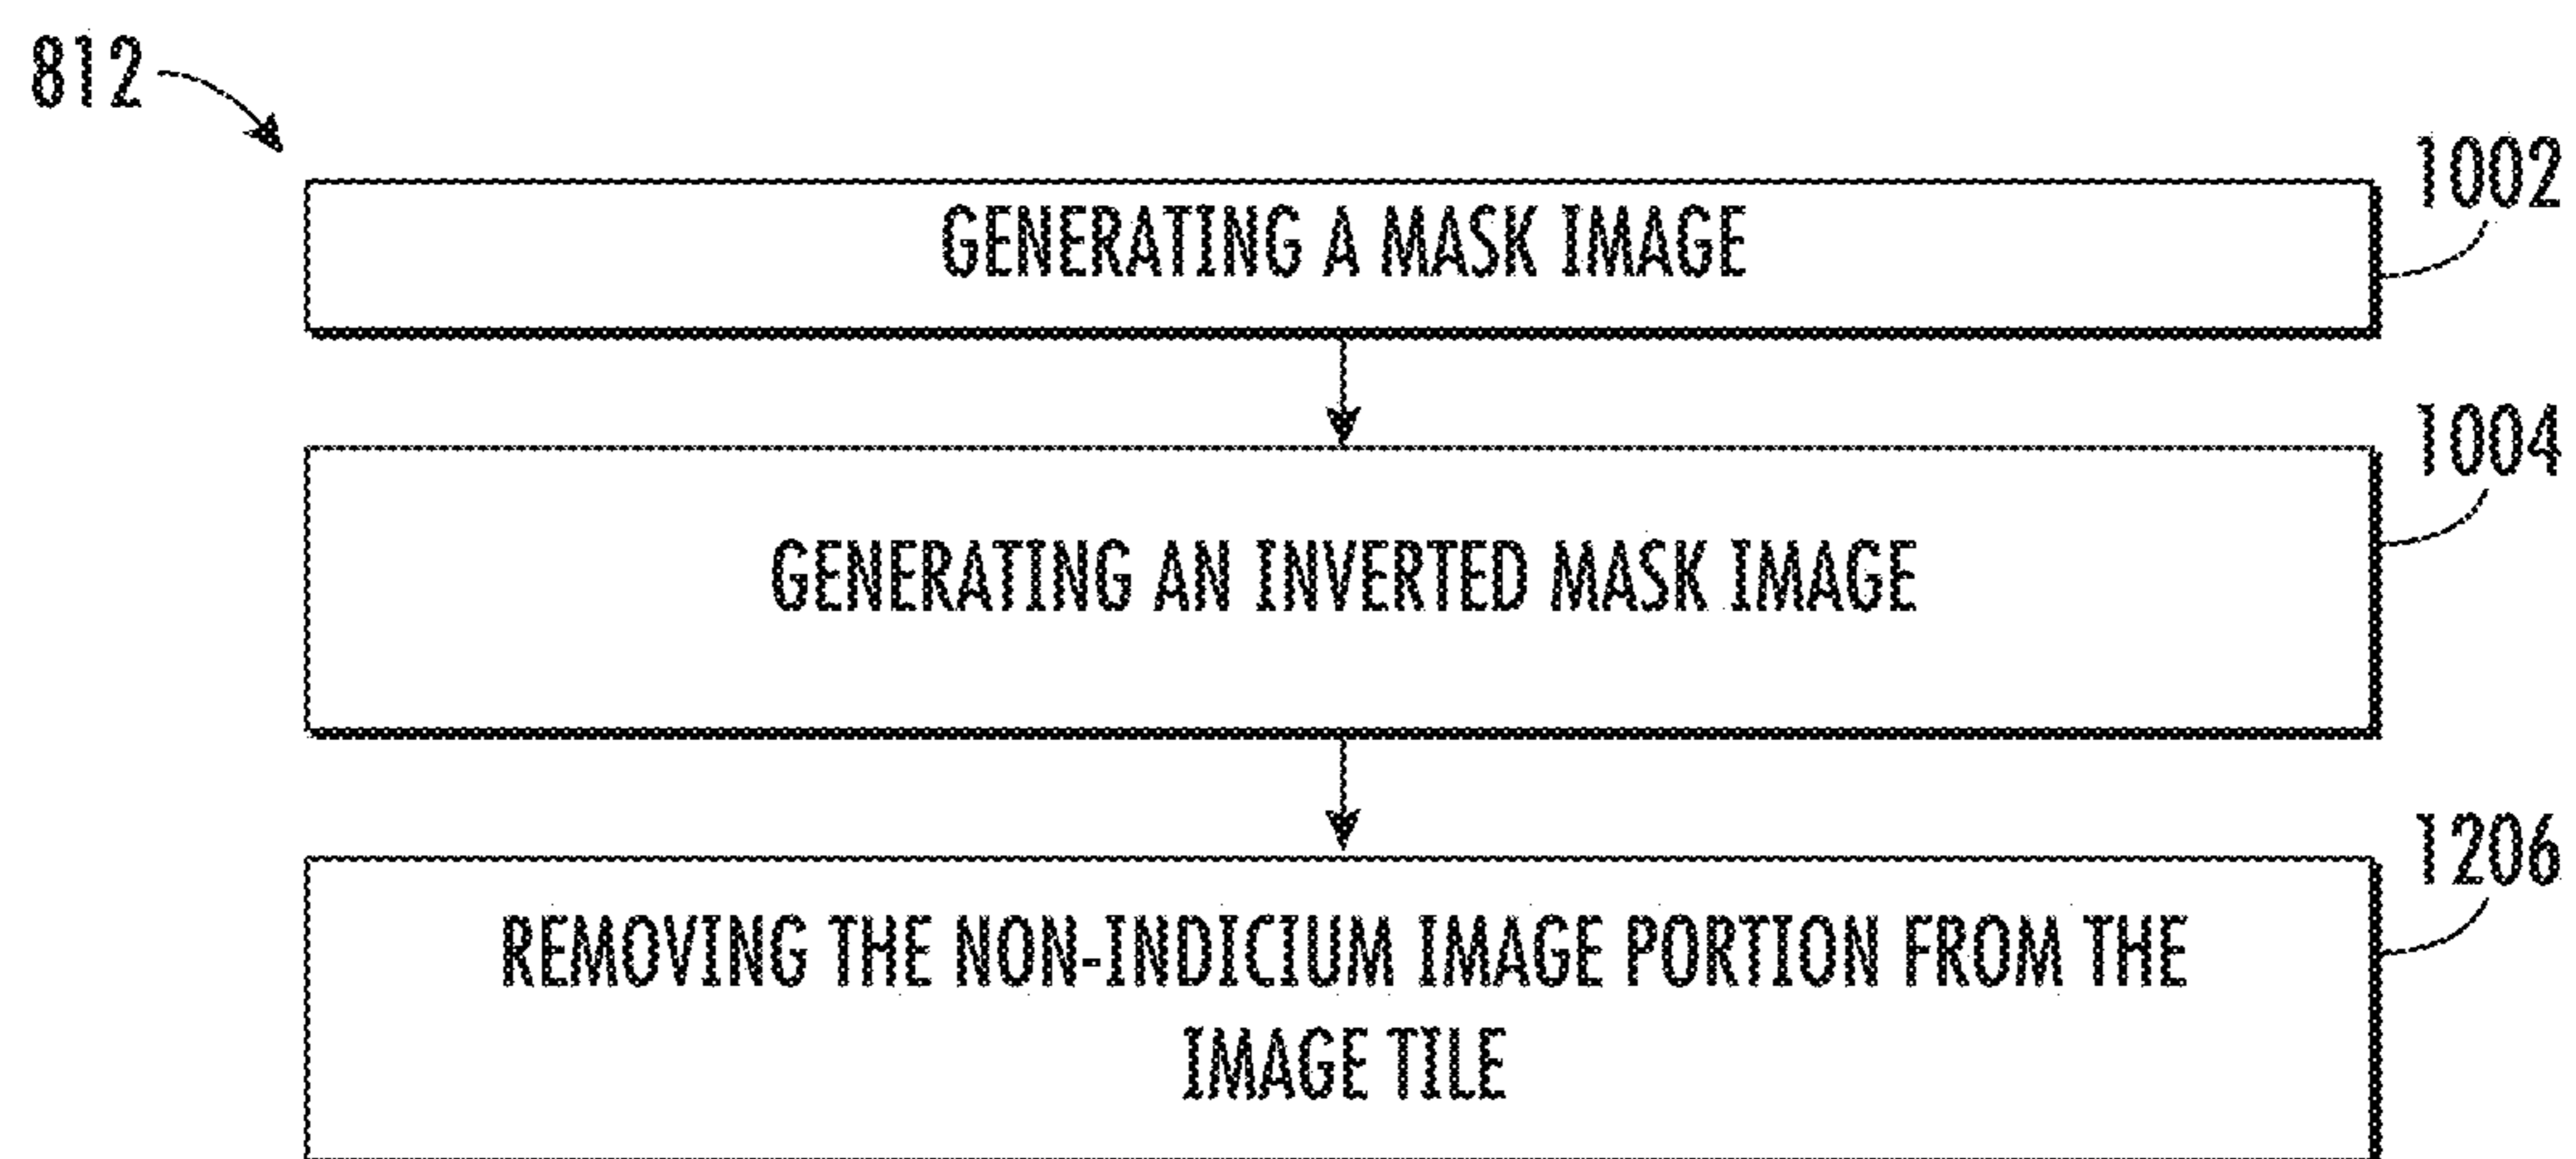 812
1002
GENERATING A MASK IMAGE
1004
GENERATING AN INVERTED MASK IMAGE
1206
REMOVING THE NON-INDICIUM IMAGE PORTION FROM THE
IMAGE TILE